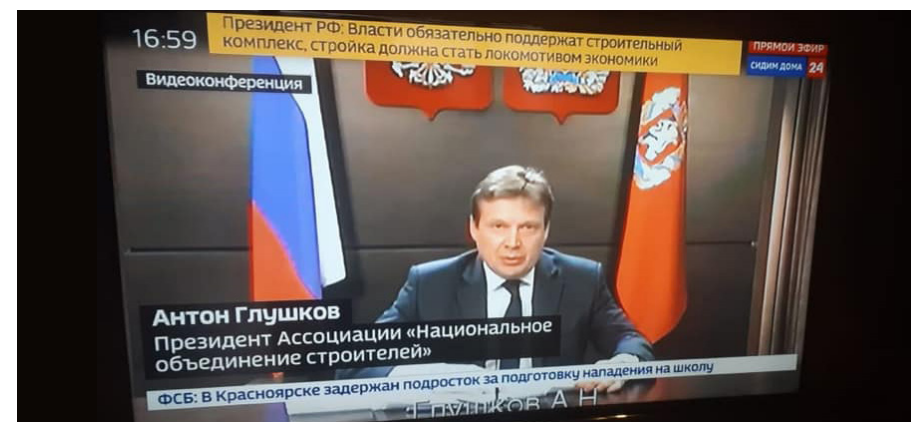 16:59
Президент РФ: Власти обязательно поддержат строительный
комплекс, стройка должна стать локомотивом экономики
ПРЯМОЙ ЭФИР
СИДИМ ДОМА 24
Видеоконференция
Антон Глушков
Президент Ассоциации «Национальное
объединение строителей»
ФСБ: В Красноярске задержан подросток за подготовку нападения на школу
Глушков А.Н.